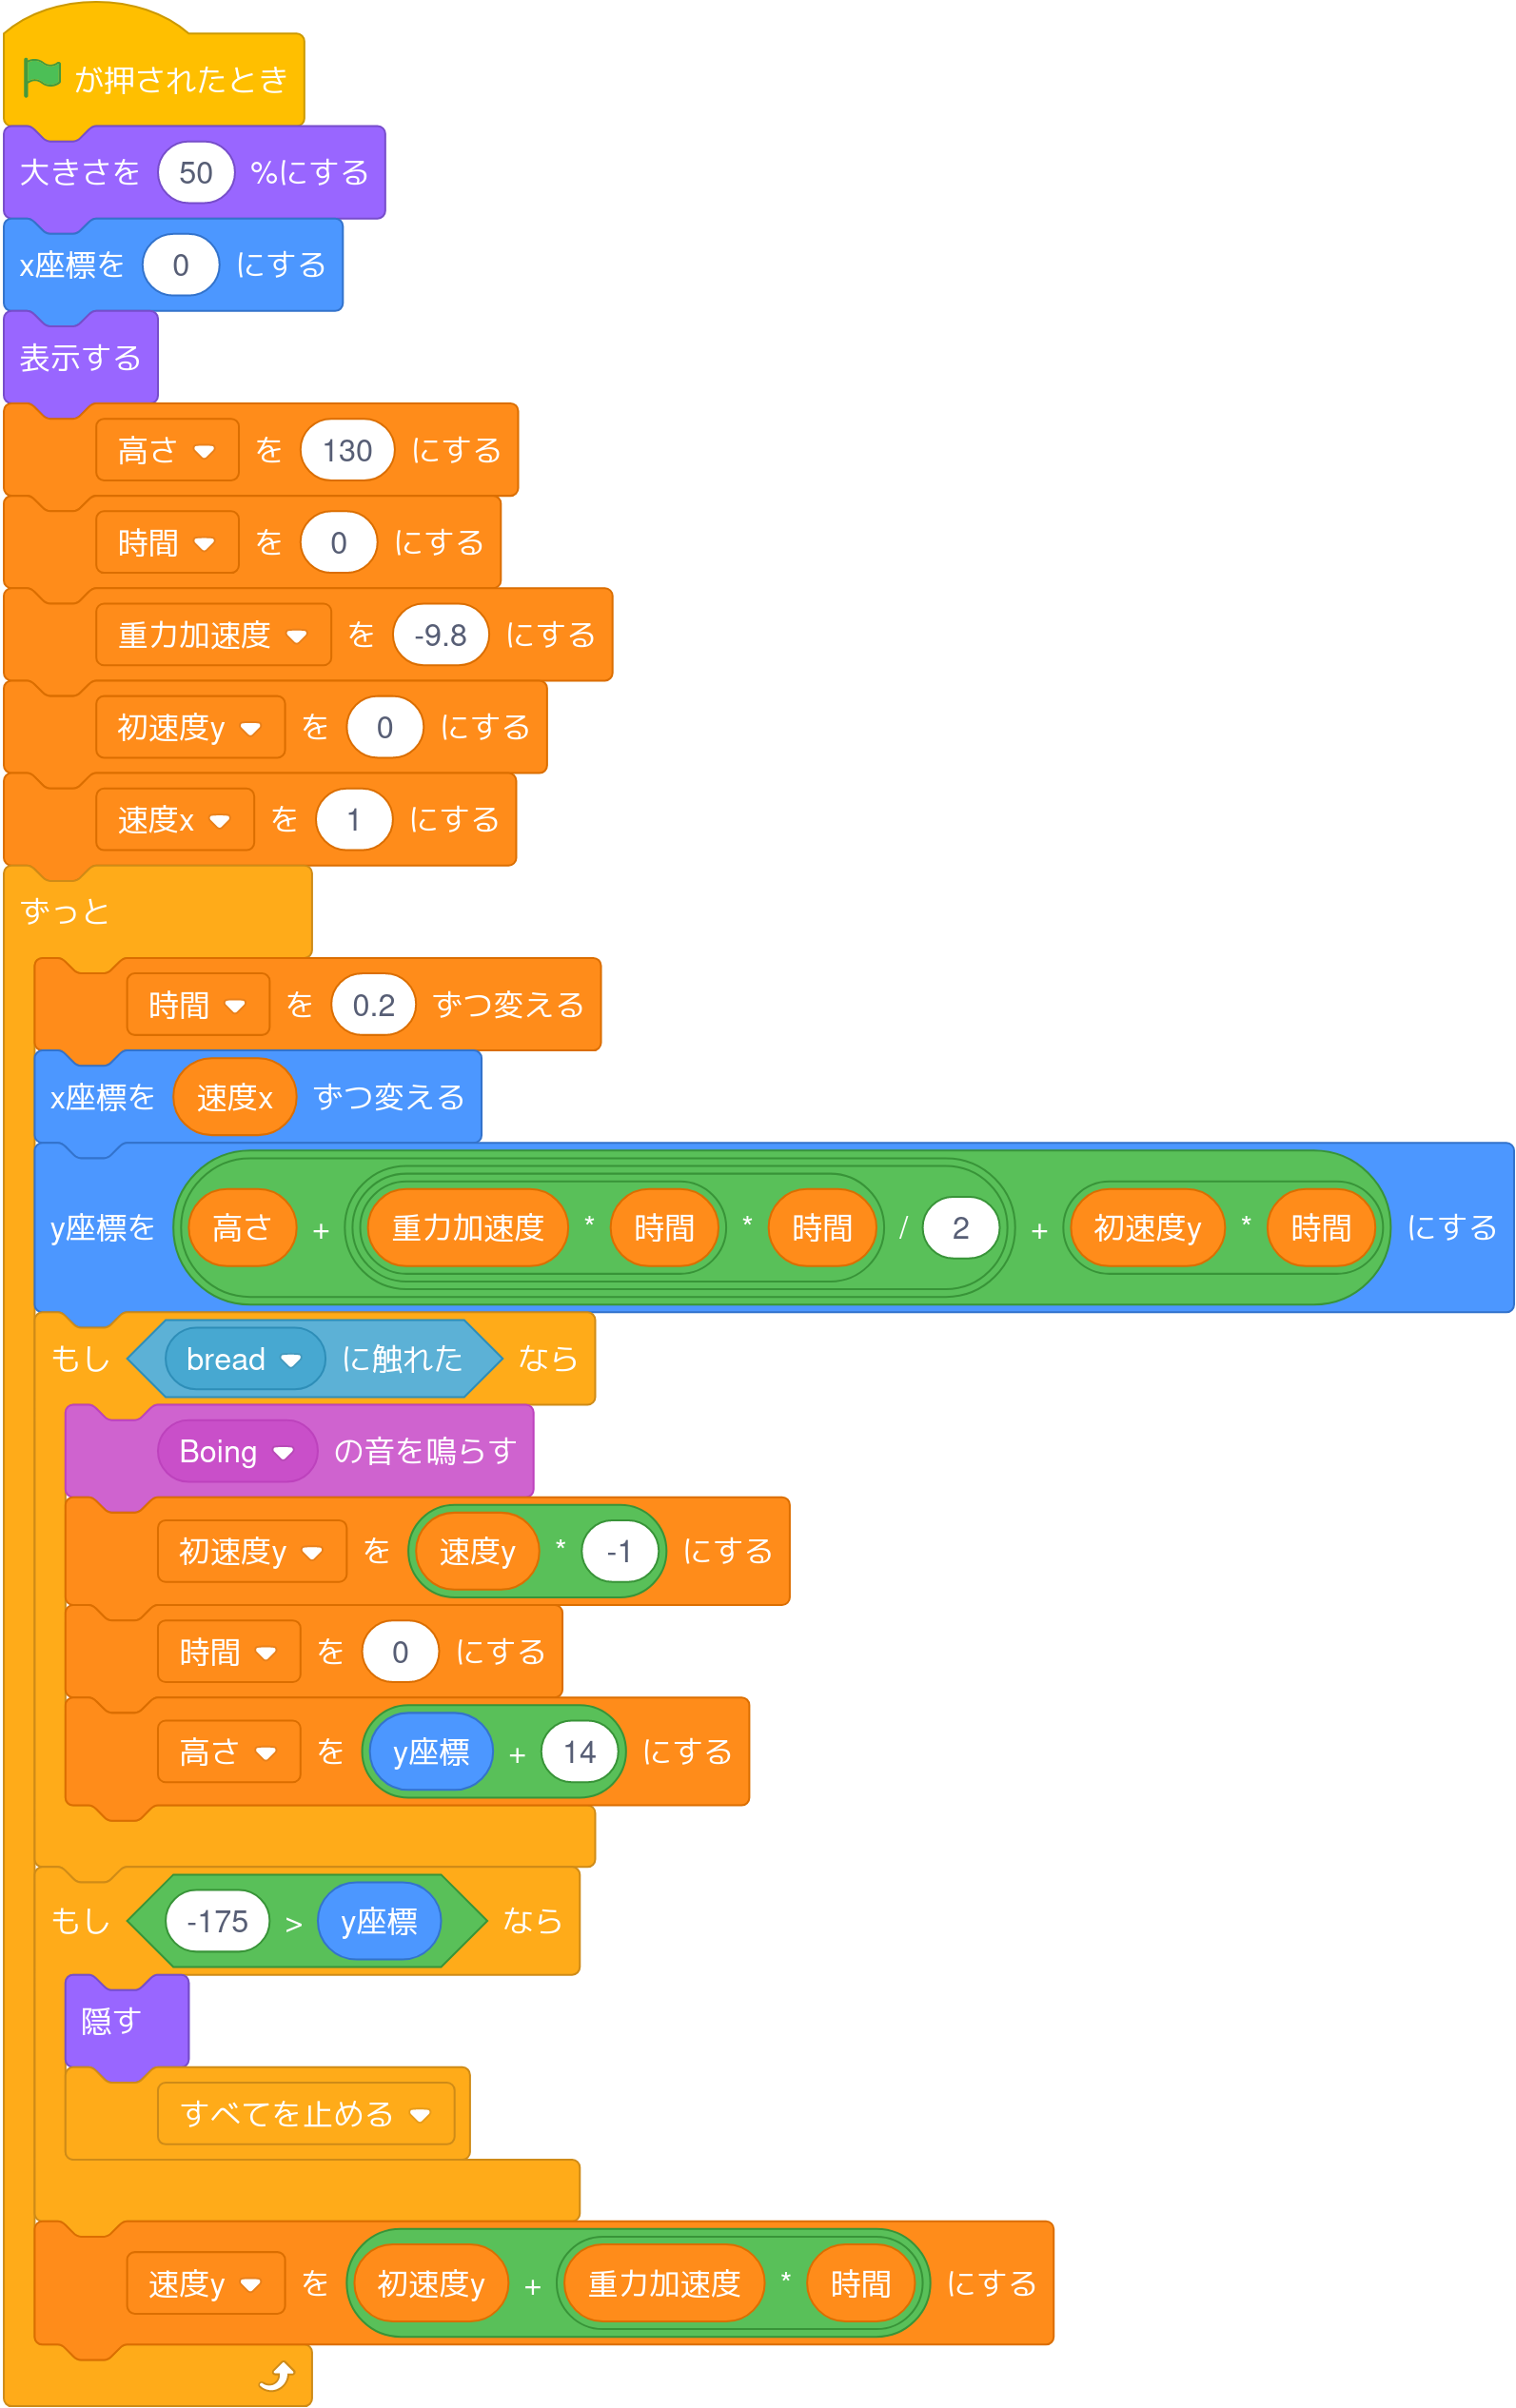 が押されたとき
大きさを 50 %にする
x座標を 0 にする
表示する
高さ を 130 にする
時間 を 0 にする
重力加速度 を -9.8 にする
初速度y を 0 にする
速度x を 1 にする
ずっと
時間 を 0.2 ずつ変える
x座標を 速度x ずつ変える
y座標を 高さ + 重力加速度 * 時間 * 時間 / 2 + 初速度y * 時間 にする
もし bread に触れた なら
Boing の音を鳴らす
初速度y を 速度y * -1 にする
時間 を 0 にする
高さ を y座標 + 14 にする
もし -175 > y座標 なら
隠す
すべてを止める
速度y を 初速度y + 重力加速度 * 時間 にする